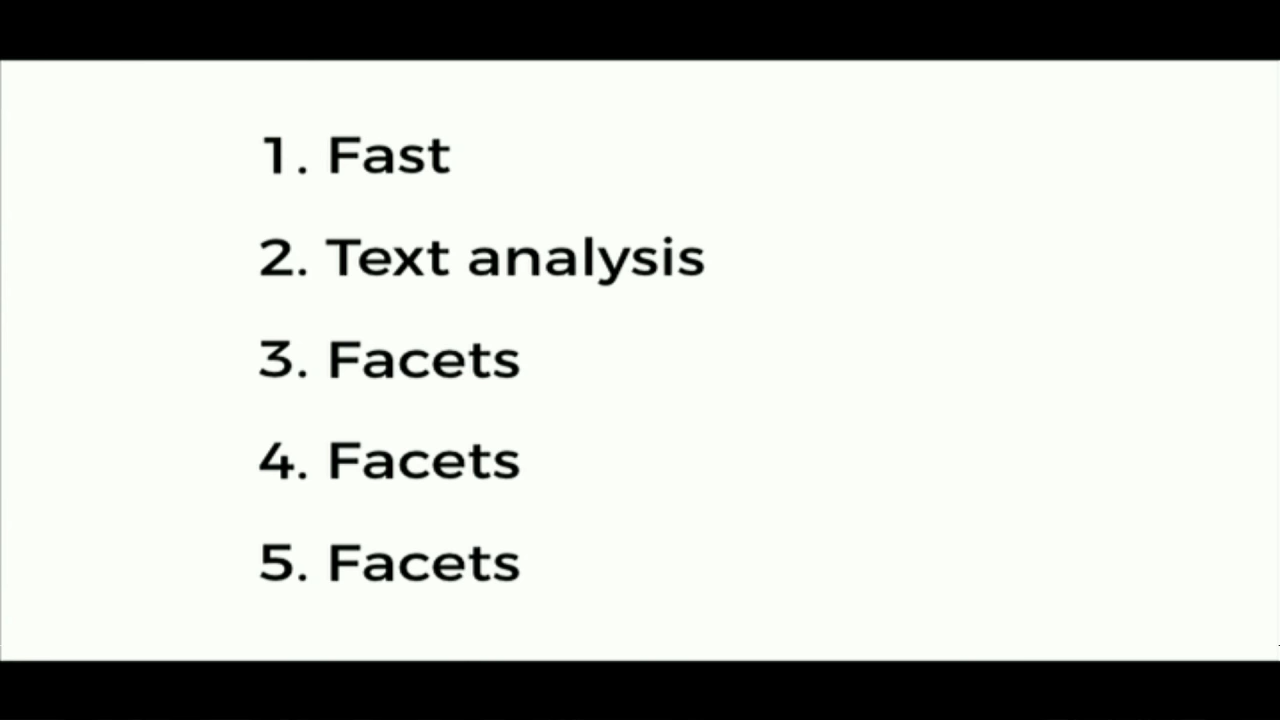 1. Fast
2. Text analysis
3. Facets
4. Facets
5. Facets